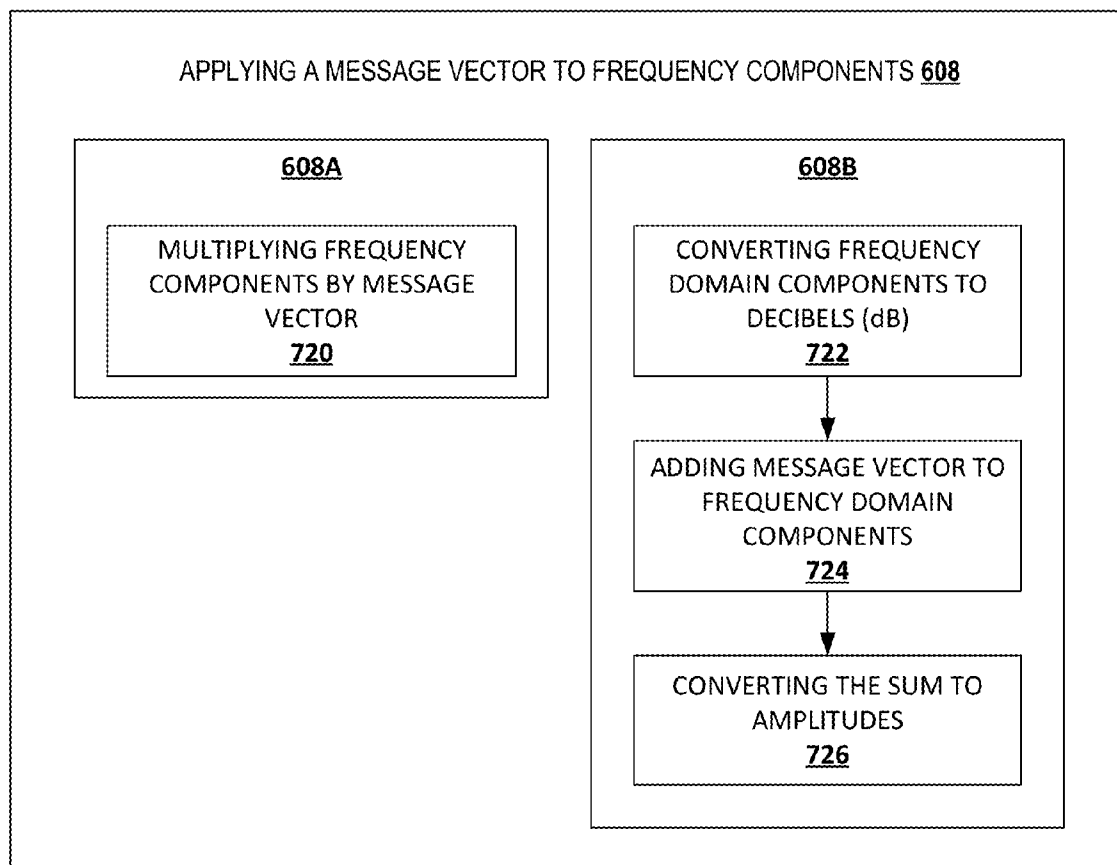 APPLYING A MESSAGE VECTOR TO FREQUENCY COMPONENTS 608
608A
MULTIPLYING FREQUENCY
COMPONENTS BY MESSAGE
VECTOR
720
608B
CONVERTING FREQUENCY
DOMAIN COMPONENTS TO
DECIBELS (dB)
722
ADDING MESSAGE VECTOR TO
FREQUENCY DOMAIN
COMPONENTS
724
CONVERTING THE SUM TO
AMPLITUDES
726